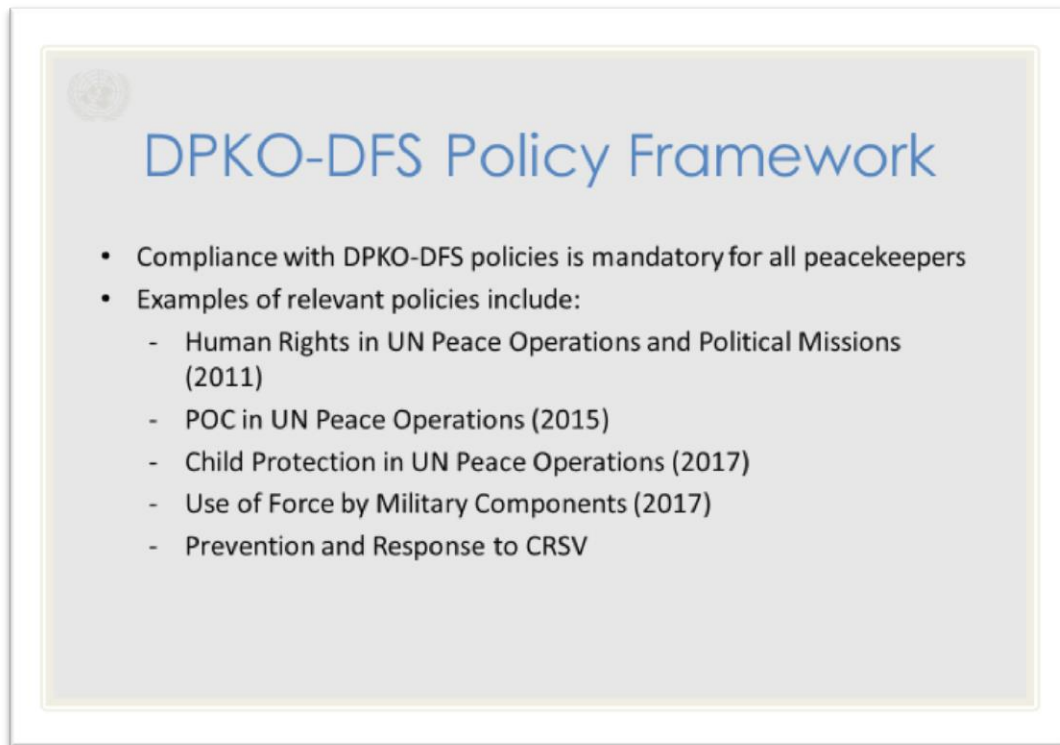 DPKO-DFS Policy Framework
• Compliance with DPKO-DFS policies is mandatory for all peacekeepers
• Examples of relevant policies include:
- Human Rights in UN Peace Operations and Political Missions
(2011)
- POC in UN Peace Operations (2015)
- Child Protection in UN Peace Operations (2017)
- Use of Force by Military Components (2017)
- Prevention and Response to CRSV